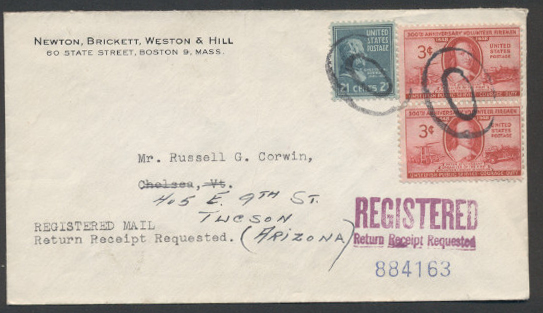 NEWTON, BRICKETT, WESTON & HILL
60 STATE STREET, BOSTON 9, MASS.
UNITED STATES POSTAGE
21 CENTS 21
300TH ANNIVERSARY VOLUNTEER FIREMEN
1648 1948
3¢
UNITED STATES POSTAGE
300TH ANNIVERSARY VOLUNTEER FIREMEN
3¢
UNITED STATES POSTAGE
Mr. Russell G. Corwin,
Chelsea, Vt.
405 E 9TH ST.
TUCSON
(ARIZONA)
REGISTERED MAIL
Return Receipt Requested.
REGISTERED
Return Receipt Requested
884163